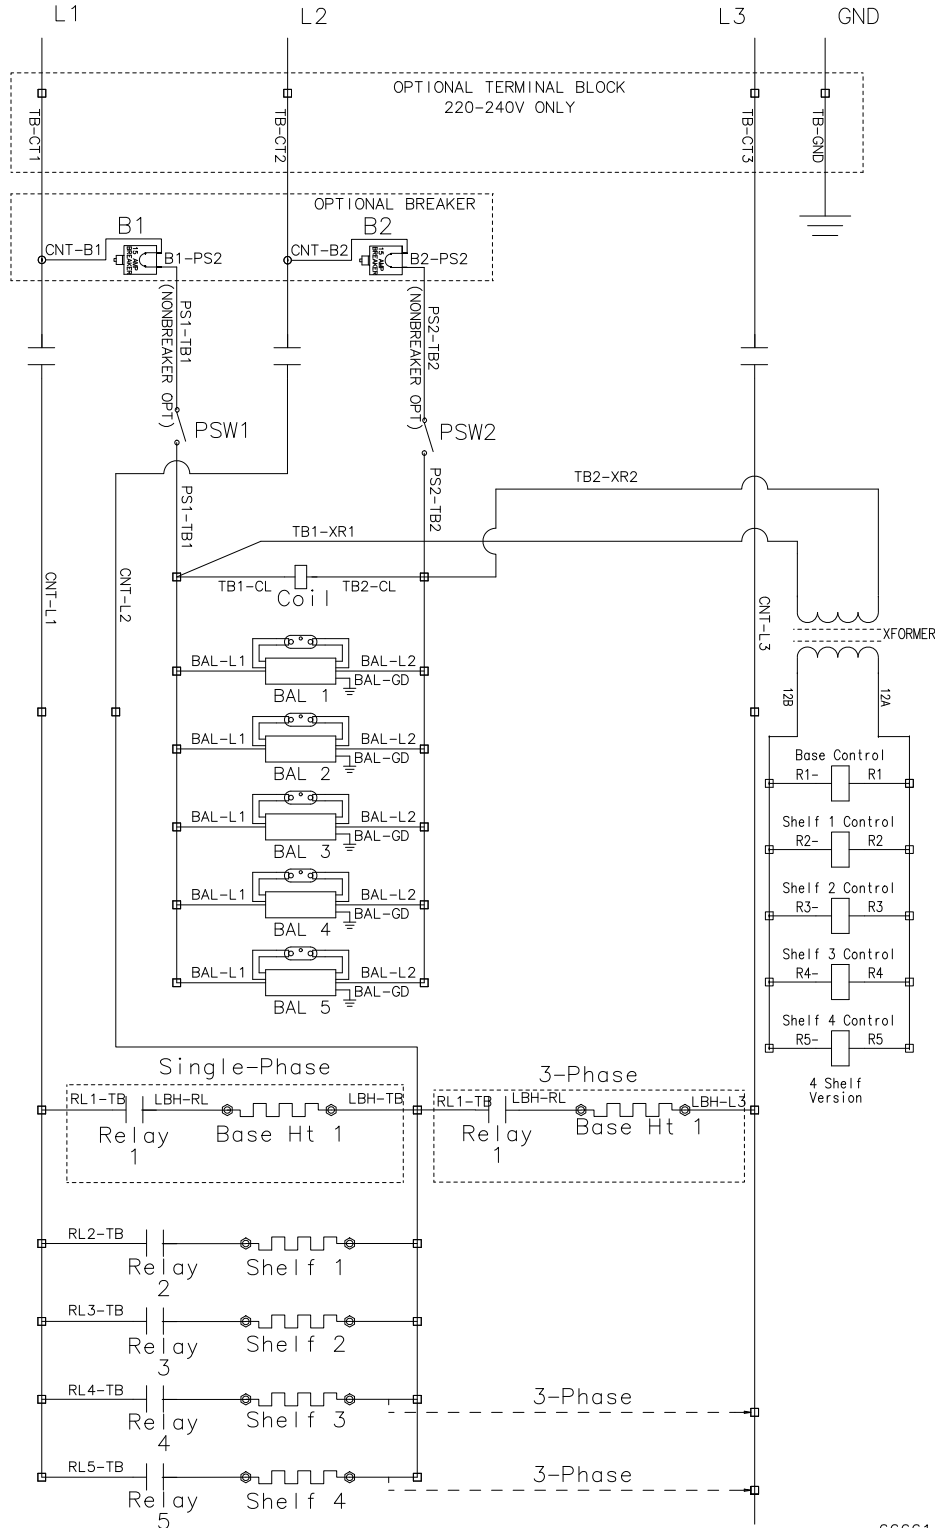 L1
L2
L3
GND
OPTIONAL TERMINAL BLOCK
220-240V ONLY
TB-CT1
TB-CT2
TB-CT3
TB-GND
OPTIONAL BREAKER
B1
B2
CNT-B1
15 AMP
BREAKER
B1-PS2
CNT-B2
15 AMP
BREAKER
B2-PS2
PS1-TB1
(NONBREAKER OPT)
PS2-TB2
(NONBREAKER OPT)
PSW1
PSW2
PS1-TB1
PS2-TB2
TB2-XR2
TB1-XR1
TB1-CL
TB2-CL
Coil
CNT-L1
CNT-L2
CNT-L3
XFORMER
BAL-L1
BAL-L2
BAL-GD
BAL 1
12B
12A
BAL-L1
BAL-L2
BAL-GD
BAL 2
BAL-L1
BAL-L2
BAL-GD
BAL 3
BAL-L1
BAL-L2
BAL-GD
BAL 4
BAL-L1
BAL-L2
BAL-GD
BAL 5
Base Control
R1-
R1
Shelf 1 Control
R2-
R2
Shelf 2 Control
R3-
R3
Shelf 3 Control
R4-
R4
Shelf 4 Control
R5-
R5
4 Shelf
Version
Single-Phase
3-Phase
RL1-TB
LBH-RL
LBH-TB
Relay
1
Base Ht 1
RL1-TB
LBH-RL
LBH-L3
Relay
1
Base Ht 1
RL2-TB
Relay
2
Shelf 1
RL3-TB
Relay
3
Shelf 2
RL4-TB
Relay
4
Shelf 3
3-Phase
RL5-TB
Relay
5
Shelf 4
3-Phase